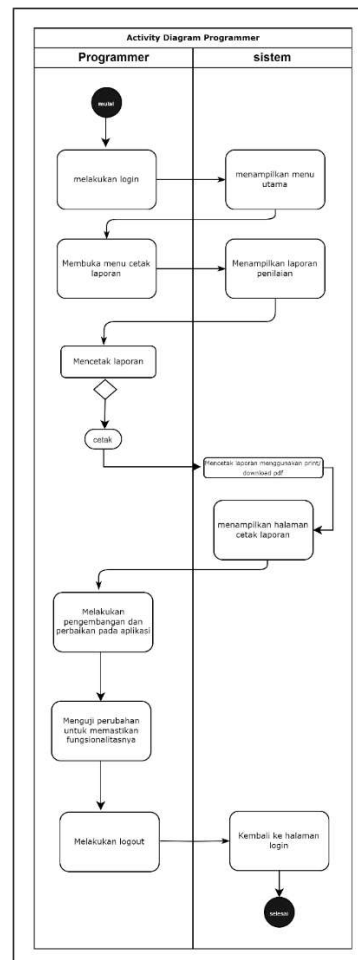 Activity Diagram Programmer
Programmer
sistem
mulai
melakukan login
menampilkan menu
utama
Membuka menu cetak
laporan
Menampilkan laporan
penilaian
Mencetak laporan
cetak
Mencetak laporan menggunakan print/
download pdf
menampilkan halaman
cetak laporan
Melakukan
pengembangan dan
perbaikan pada aplikasi
Menguji perubahan
untuk memastikan
fungsionalitasnya
Melakukan logout
Kembali ke halaman
login
selesai